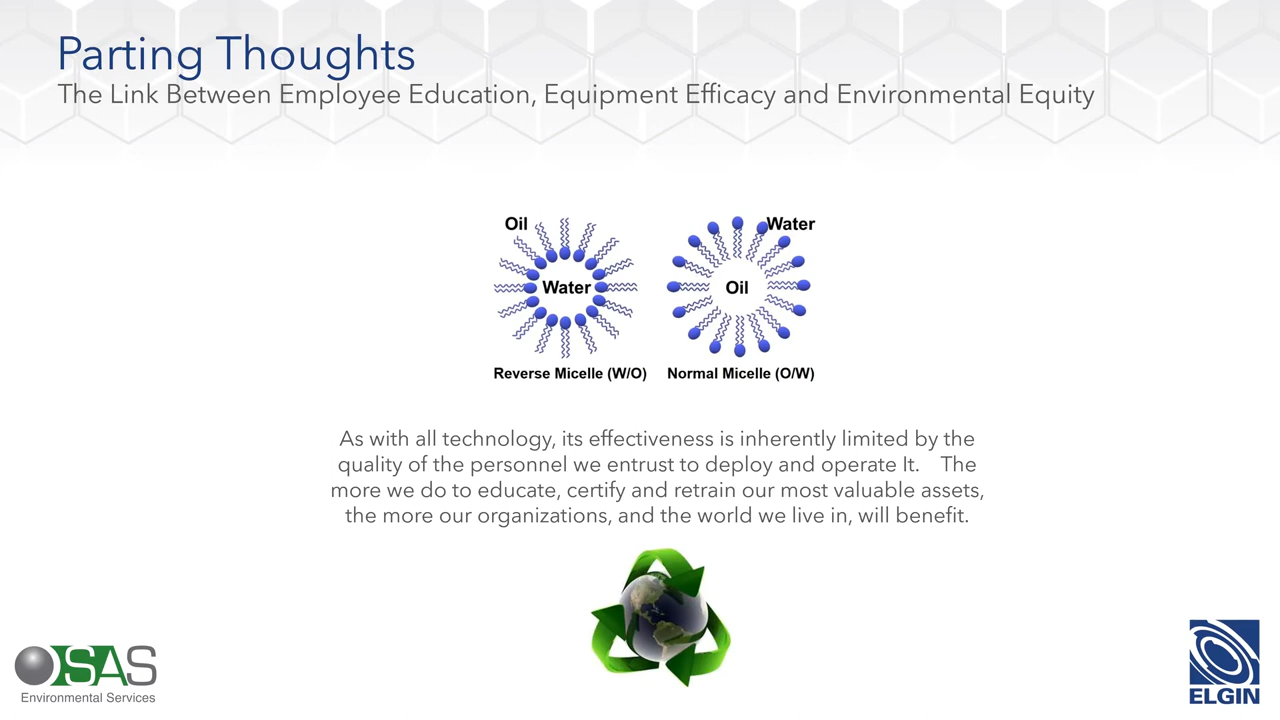 Parting Thoughts
The Link Between Employee Education, Equipment Efficacy and Environmental Equity
Oil
Water
Water
Oil
Reverse Micelle (W/O)
Normal Micelle (O/W)
As with all technology, its effectiveness is inherently limited by the
quality of the personnel we entrust to deploy and operate It. The
more we do to educate, certify and retrain our most valuable assets,
the more our organizations, and the world we live in, will benefit.
SAS
Environmental Services
ELGIN